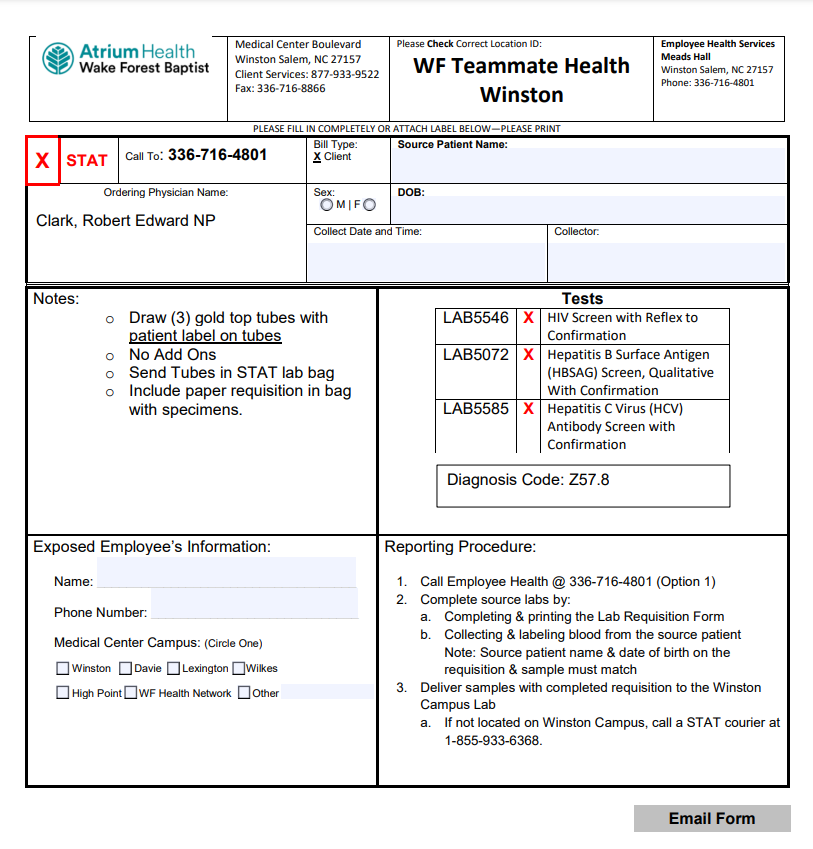 Atrium Health
Wake Forest Baptist
Medical Center Boulevard
Winston Salem, NC 27157
Client Services: 877-933-9522
Fax: 336-716-8866
Please Check Correct Location ID:
WF Teammate Health
Winston
Employee Health Services
Meads Hall
Winston Salem, NC 27157
Phone: 336-716-4801
PLEASE FILL IN COMPLETELY OR ATTACH LABEL BELOW—PLEASE PRINT
X STAT
Call To: 336-716-4801
Bill Type:
X Client
Source Patient Name:
Ordering Physician Name:
Clark, Robert Edward NP
Sex:
M | F
DOB:
Collect Date and Time:
Collector:
Notes:
o Draw (3) gold top tubes with
patient label on tubes
o No Add Ons
o Send Tubes in STAT lab bag
o Include paper requisition in bag
with specimens.
Tests
LAB5546 X HIV Screen with Reflex to
Confirmation
LAB5072 X Hepatitis B Surface Antigen
(HBSAG) Screen, Qualitative
With Confirmation
LAB5585 X Hepatitis C Virus (HCV)
Antibody Screen with
Confirmation
Diagnosis Code: Z57.8
Exposed Employee's Information:
Name:
Phone Number:
Medical Center Campus: (Circle One)
Winston Davie Lexington Wilkes
High Point WF Health Network Other
Reporting Procedure:
1. Call Employee Health @ 336-716-4801 (Option 1)
2. Complete source labs by:
a. Completing & printing the Lab Requisition Form
b. Collecting & labeling blood from the source patient
Note: Source patient name & date of birth on the
requisition & sample must match
3. Deliver samples with completed requisition to the Winston
Campus Lab
a. If not located on Winston Campus, call a STAT courier at
1-855-933-6368.
Email Form